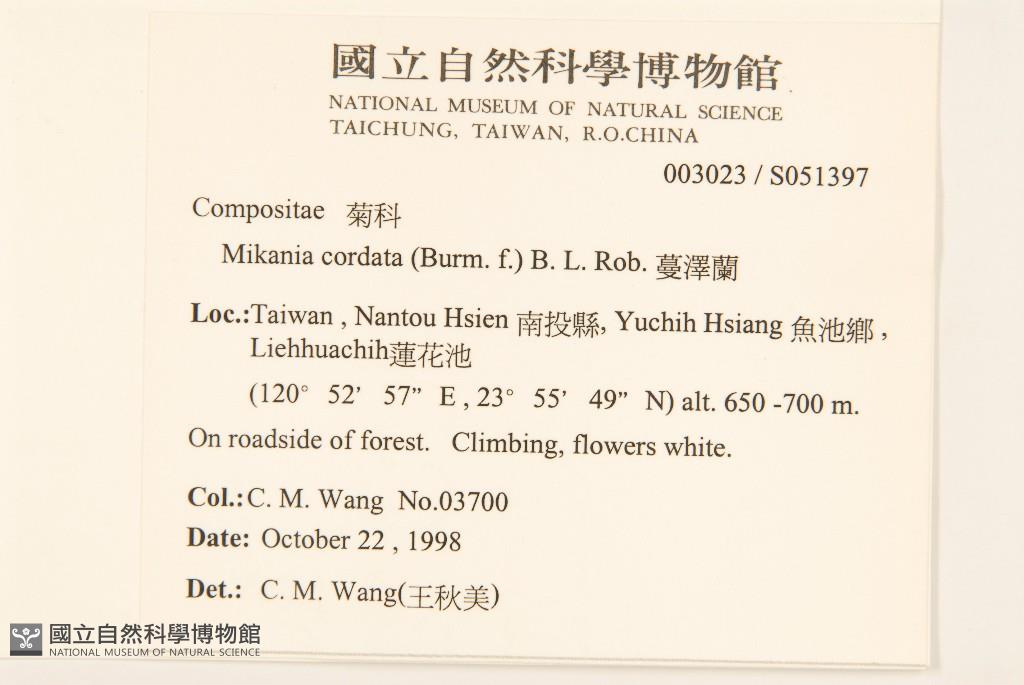 國立自然科學博物館
NATIONAL MUSEUM OF NATURAL SCIENCE
TAICHUNG, TAIWAN, R.O.CHINA
003023 / S051397
Compositae 菊科
Mikania cordata (Burm. f.) B. L. Rob. 蔓澤蘭
Loc.:Taiwan , Nantou Hsien 南投縣, Yuchih Hsiang 魚池鄉 ,
Liehhuachih蓮花池
(120° 52’ 57” E , 23° 55’ 49” N) alt. 650 -700 m.
On roadside of forest. Climbing, flowers white.
Col.:C. M. Wang No.03700
Date: October 22 , 1998
Det.: C. M. Wang(王秋美)
國立自然科學博物館
NATIONAL MUSEUM OF NATURAL SCIENCE